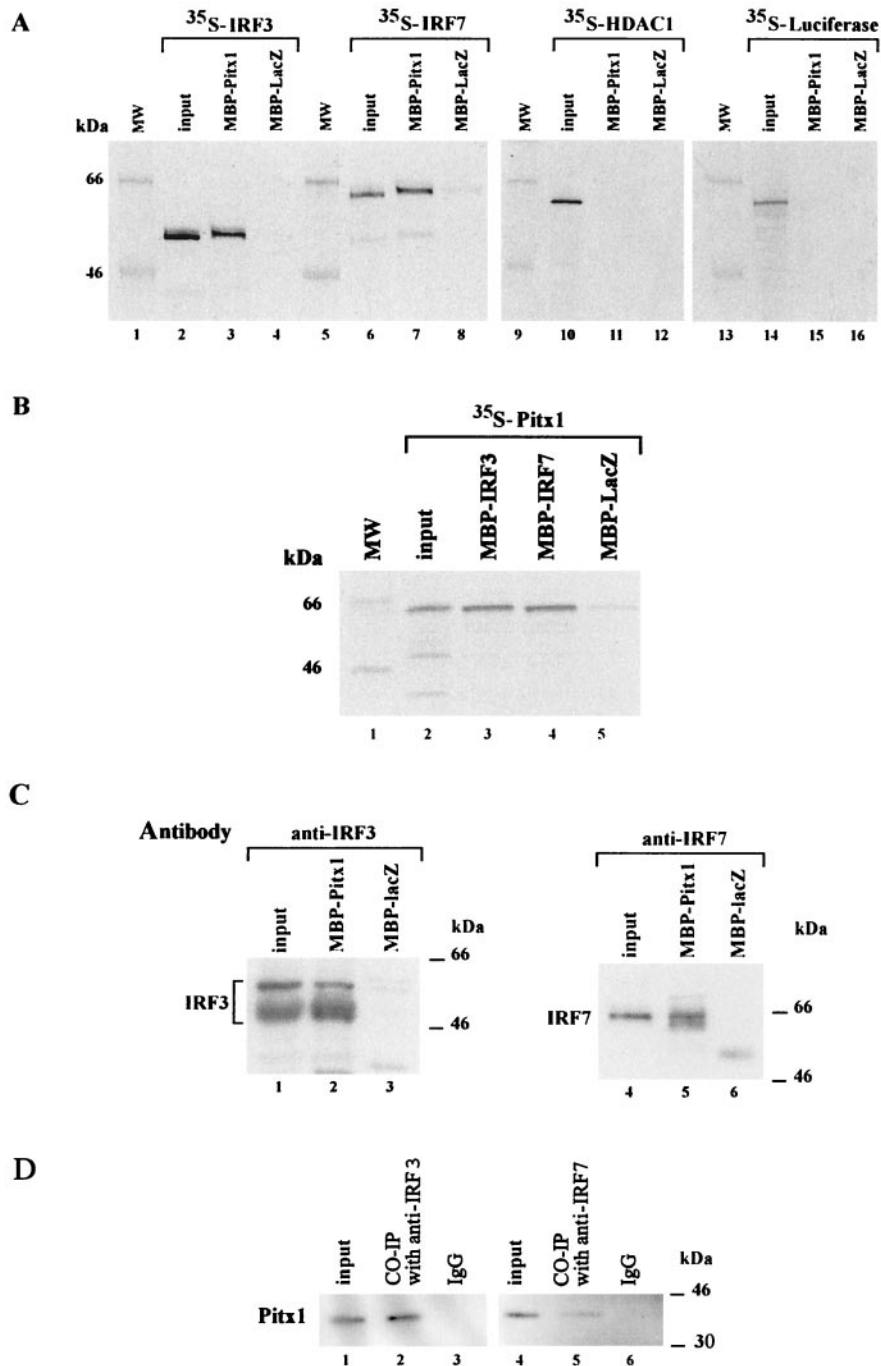 A
35S-IRF3 35S-IRF7 35S-HDAC1 35S-Luciferase
kDa MW input MBP-Pitx1 MBP-LacZ MW input MBP-Pitx1 MBP-LacZ MW input MBP-Pitx1 MBP-LacZ MW input MBP-Pitx1 MBP-LacZ
66
46
1 2 3 4 5 6 7 8 9 10 11 12 13 14 15 16
B
35S-Pitx1
kDa MW input MBP-IRF3 MBP-IRF7 MBP-LacZ
66
46
1 2 3 4 5
C
Antibody anti-IRF3 anti-IRF7
input MBP-Pitx1 MBP-lacZ kDa input MBP-Pitx1 MBP-lacZ kDa
66
IRF3
46
1 2 3
IRF7
66
46
4 5 6
D
input CO-IP with anti-IRF3 IgG input CO-IP with anti-IRF7 IgG kDa
Pitx1
46
30
1 2 3 4 5 6